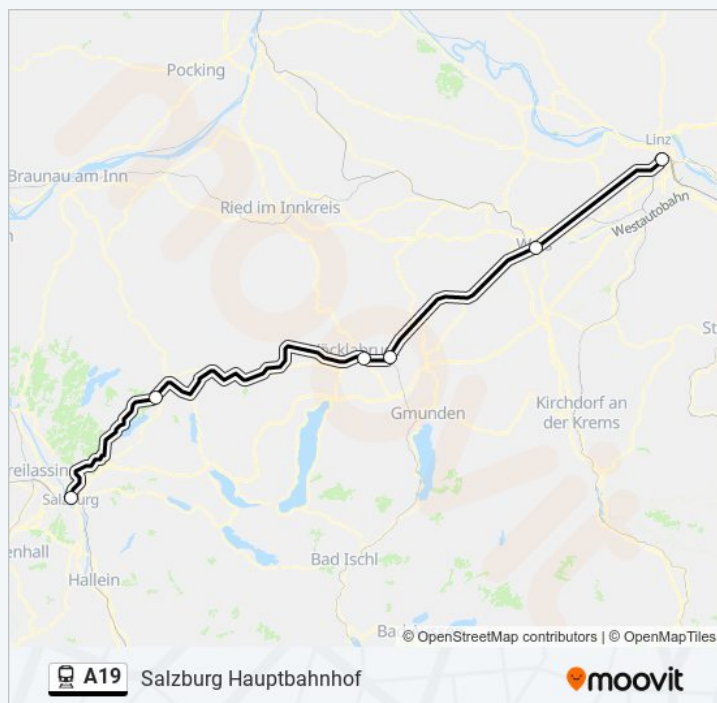 Pocking
Linz
Braunau am Inn
Ried im Innkreis
Westautobahn
Gmunden
Kirchdorf an
der Krems
Salzburg
Hallein
Bad Ischl
© OpenStreetMap contributors | © OpenMapTiles
A19 Salzburg Hauptbahnhof
moovit